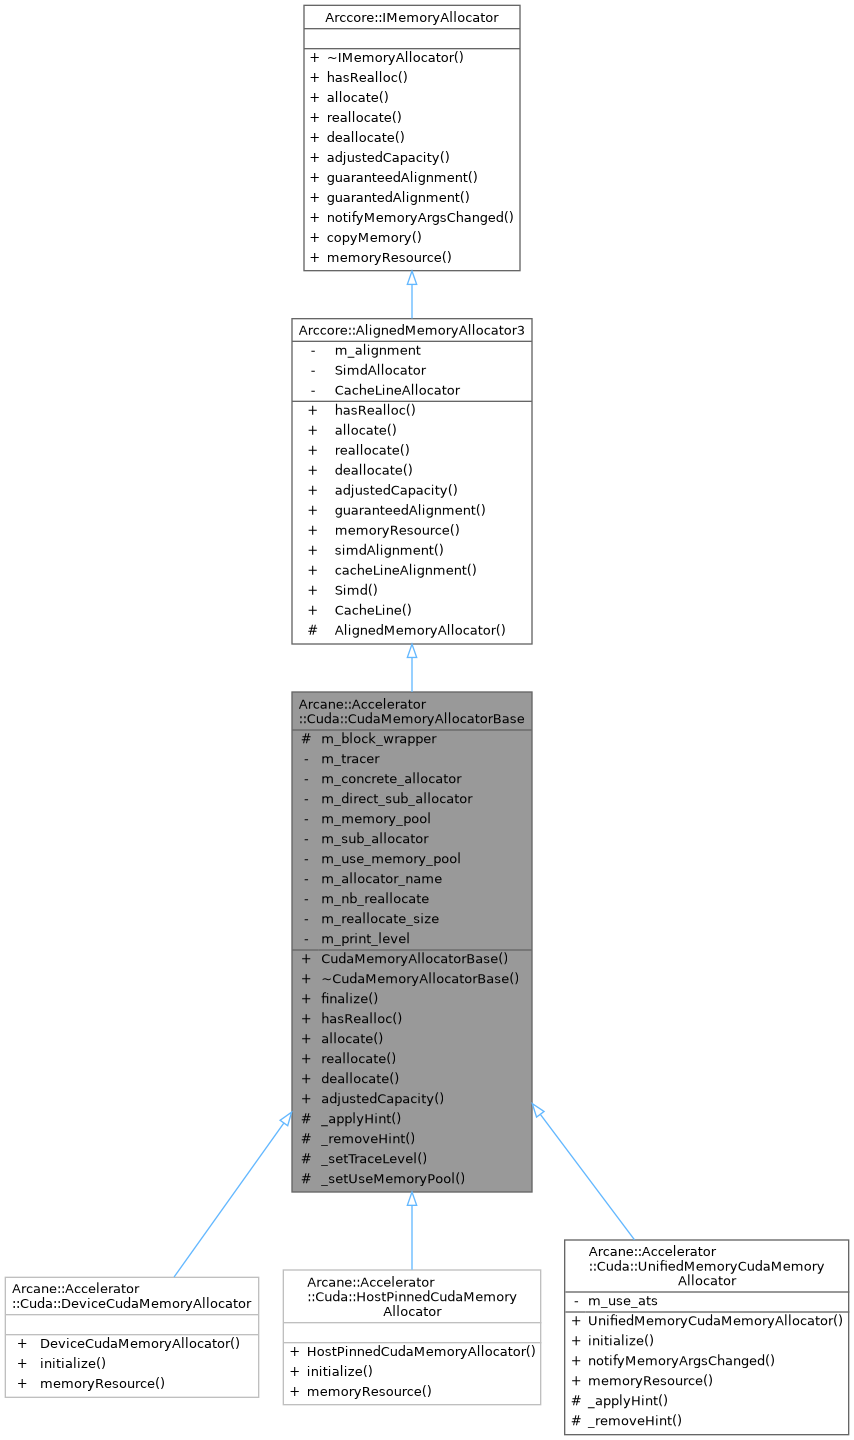 Arccore::IMemoryAllocator
+ ~IMemoryAllocator()
+ hasRealloc()
+ allocate()
+ reallocate()
+ deallocate()
+ adjustedCapacity()
+ guaranteedAlignment()
+ guarantedAlignment()
+ notifyMemoryArgsChanged()
+ copyMemory()
+ memoryResource()
Arccore::AlignedMemoryAllocator3
- m_alignment
- SimdAllocator
- CacheLineAllocator
+ hasRealloc()
+ allocate()
+ reallocate()
+ deallocate()
+ adjustedCapacity()
+ guaranteedAlignment()
+ memoryResource()
+ simdAlignment()
+ cacheLineAlignment()
+ Simd()
+ CacheLine()
# AlignedMemoryAllocator()
Arcane::Accelerator
::Cuda::CudaMemoryAllocatorBase
# m_block_wrapper
- m_tracer
- m_concrete_allocator
- m_direct_sub_allocator
- m_memory_pool
- m_sub_allocator
- m_use_memory_pool
- m_allocator_name
- m_nb_reallocate
- m_reallocate_size
- m_print_level
+ CudaMemoryAllocatorBase()
+ ~CudaMemoryAllocatorBase()
+ finalize()
+ hasRealloc()
+ allocate()
+ reallocate()
+ deallocate()
+ adjustedCapacity()
# _applyHint()
# _removeHint()
# _setTraceLevel()
# _setUseMemoryPool()
Arcane::Accelerator
::Cuda::DeviceCudaMemoryAllocator
+ DeviceCudaMemoryAllocator()
+ initialize()
+ memoryResource()
Arcane::Accelerator
::Cuda::HostPinnedCudaMemory
Allocator
+ HostPinnedCudaMemoryAllocator()
+ initialize()
+ memoryResource()
Arcane::Accelerator
::Cuda::UnifiedMemoryCudaMemory
Allocator
- m_use_ats
+ UnifiedMemoryCudaMemoryAllocator()
+ initialize()
+ notifyMemoryArgsChanged()
+ memoryResource()
# _applyHint()
# _removeHint()